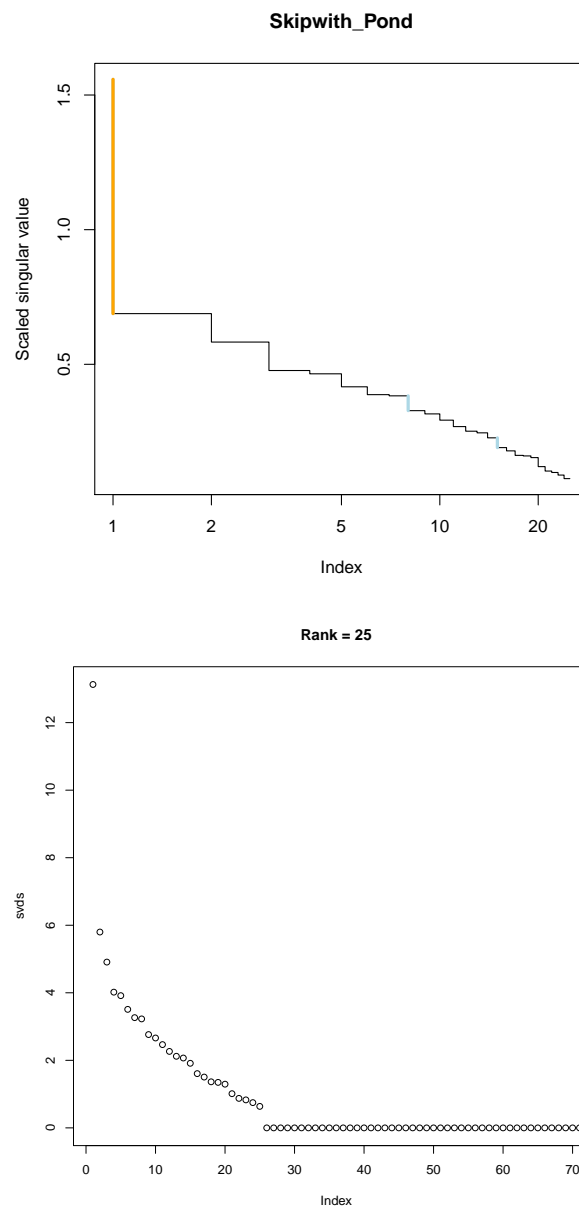 Skipwith_Pond
1.5
1.0
0.5
Scaled singular value
1 2 5 10 20
Index
Rank = 25
12
10
8
6
4
2
0
svds
0 10 20 30 40 50 60 70
Index